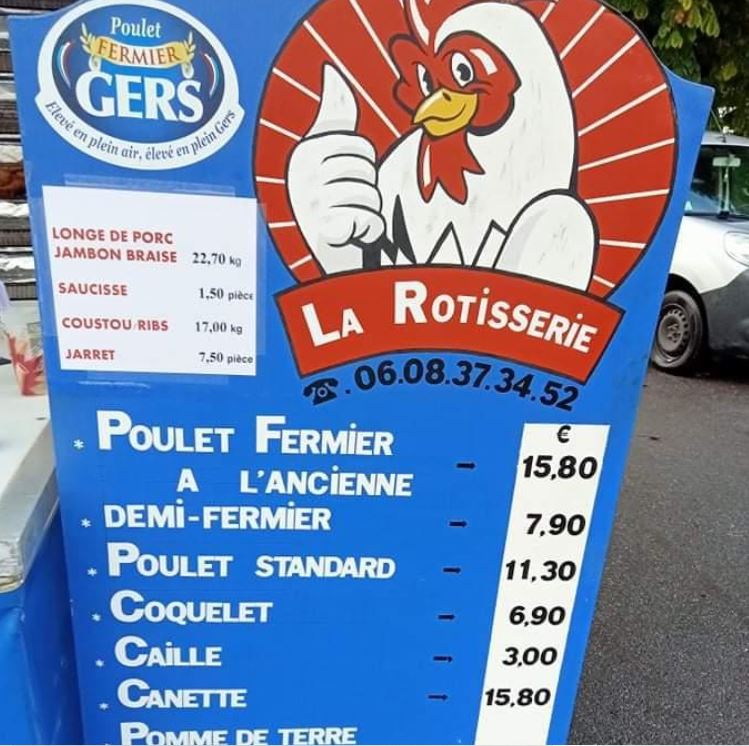 Poulet
FERMIER
GERS
Elevé en plein air, élevé en plein Gers
LONGE DE PORC
JAMBON BRAISE 22,70 kg
SAUCISSE 1,50 pièce
COUSTOU/RIBS 17,00 kg
JARRET 7,50 pièce
LA ROTiSSERiE
☎.06.08.37.34.52
€
* POULET FERMiER
A L'ANCiENNE → 15,80
* DEMi-FERMiER → 7,90
* POULET STANDARD → 11,30
* COQUELET → 6,90
* CAiLLE → 3,00
* CANETTE → 15,80
* POMME DE TERRE